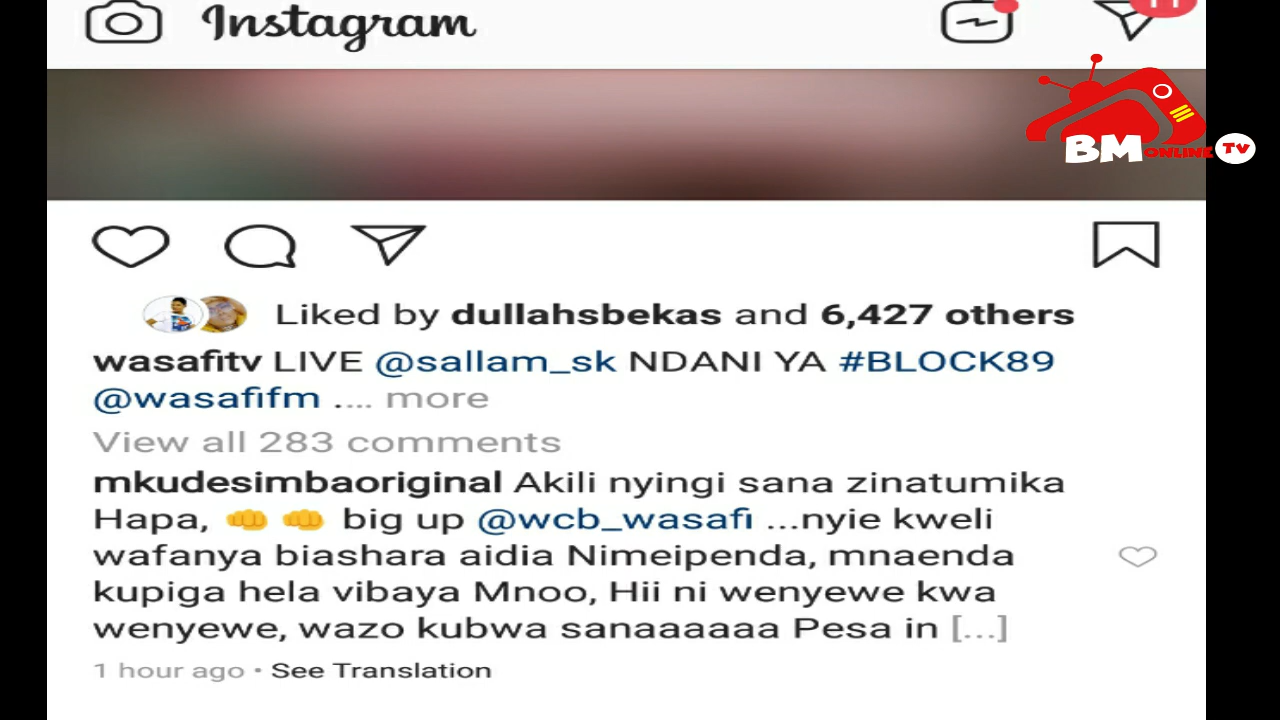 Instagram
11
BM ONLINE TV
Liked by dullahsbekas and 6,427 others
wasafitv LIVE @sallam_sk NDANI YA #BLOCK89
@wasafifm .... more
View all 283 comments
mkudesimbaoriginal Akili nyingi sana zinatumika
Hapa, 👊 👊 big up @wcb_wasafi ...nyie kweli
wafanya biashara aidia Nimeipenda, mnaenda
kupiga hela vibaya Mnoo, Hii ni wenyewe kwa
wenyewe, wazo kubwa sanaaaaaa Pesa in [...]
1 hour ago • See Translation